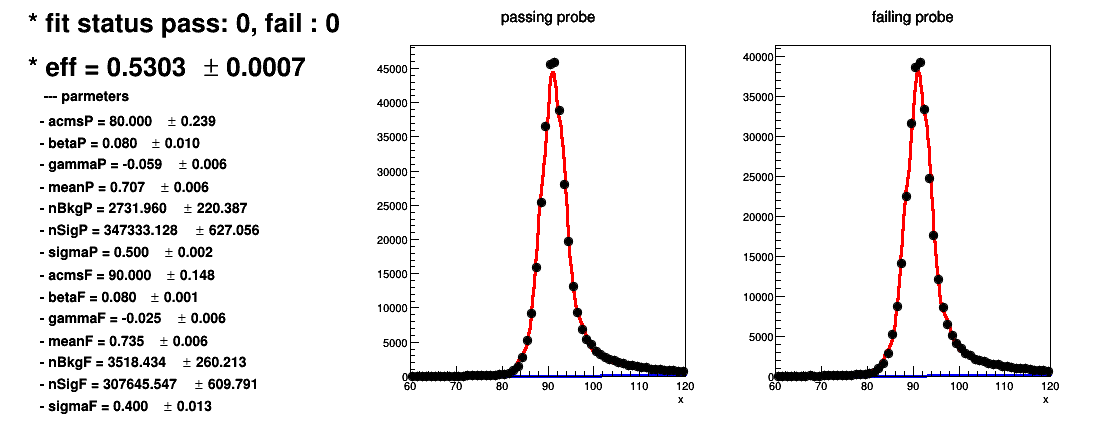 * fit status pass: 0, fail : 0
* eff = 0.5303 ± 0.0007
--- parmeters
- acmsP = 80.000 ± 0.239
- betaP = 0.080 ± 0.010
- gammaP = -0.059 ± 0.006
- meanP = 0.707 ± 0.006
- nBkgP = 2731.960 ± 220.387
- nSigP = 347333.128 ± 627.056
- sigmaP = 0.500 ± 0.002
- acmsF = 90.000 ± 0.148
- betaF = 0.080 ± 0.001
- gammaF = -0.025 ± 0.006
- meanF = 0.735 ± 0.006
- nBkgF = 3518.434 ± 260.213
- nSigF = 307645.547 ± 609.791
- sigmaF = 0.400 ± 0.013
passing probe
45000
40000
35000
30000
25000
20000
15000
10000
5000
0
60 70 80 90 100 110 120
x
failing probe
40000
35000
30000
25000
20000
15000
10000
5000
0
60 70 80 90 100 110 120
x